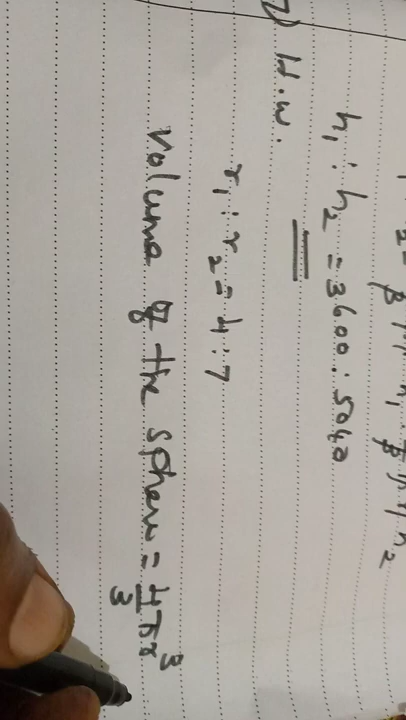 h₁ : h₂ = 3600 : 5040
2) H.W.
r₁ : r₂ = 4 : 7
Volume of the sphere = 4/3 πr³